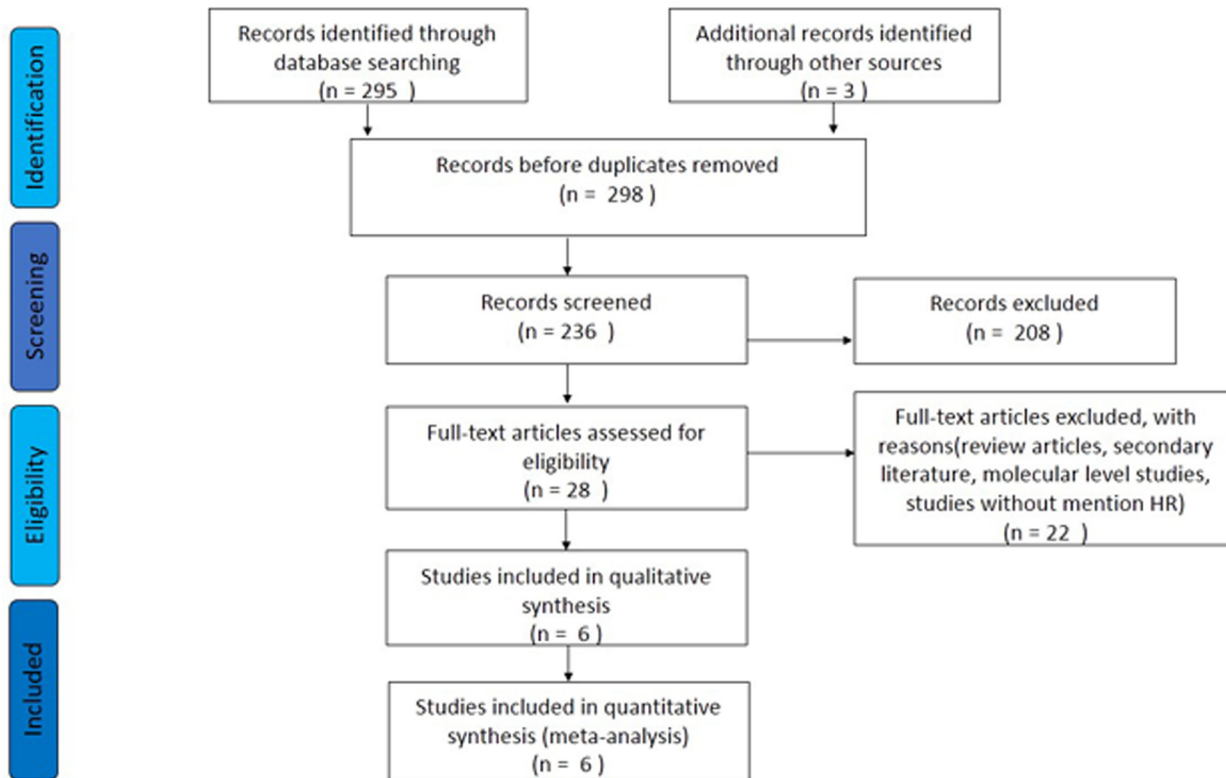 Identification
Records identified through
database searching
(n = 295 )
Additional records identified
through other sources
(n = 3 )
Records before duplicates removed
(n = 298 )
Screening
Records screened
(n = 236 )
Records excluded
(n = 208 )
Eligibility
Full-text articles assessed for
eligibility
(n = 28 )
Full-text articles excluded, with
reasons(review articles, secondary
literature, molecular level studies,
studies without mention HR)
(n = 22 )
Included
Studies included in qualitative
synthesis
(n = 6 )
Studies included in quantitative
synthesis (meta-analysis)
(n = 6 )